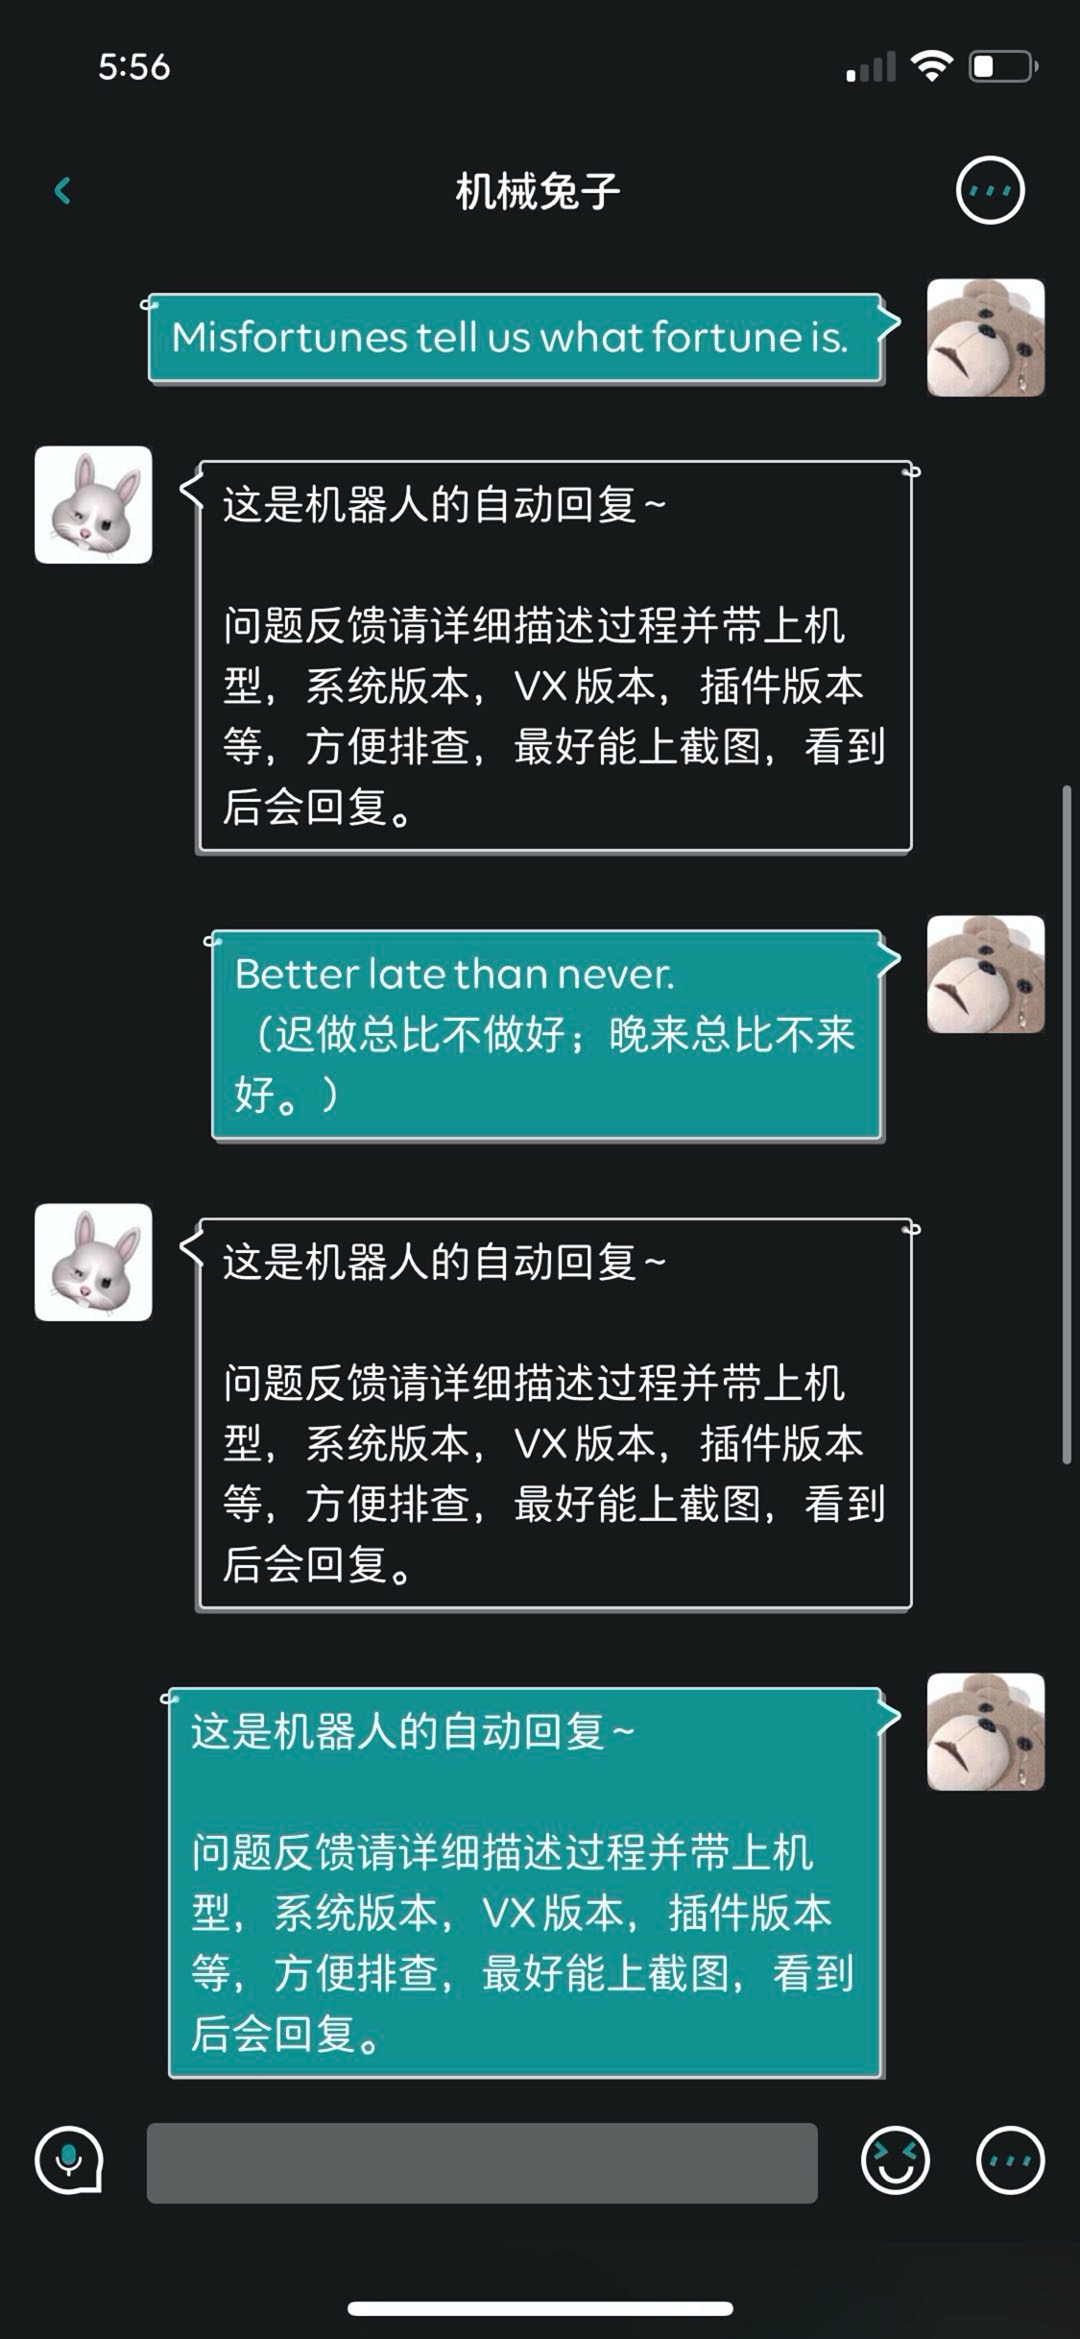 5:56
机械兔子
Misfortunes tell us what fortune is.
这是机器人的自动回复~
问题反馈请详细描述过程并带上机
型，系统版本，VX版本，插件版本
等，方便排查，最好能上截图，看到
后会回复。
Better late than never.
（迟做总比不做好；晚来总比不来
好。）
这是机器人的自动回复~
问题反馈请详细描述过程并带上机
型，系统版本，VX版本，插件版本
等，方便排查，最好能上截图，看到
后会回复。
这是机器人的自动回复~
问题反馈请详细描述过程并带上机
型，系统版本，VX版本，插件版本
等，方便排查，最好能上截图，看到
后会回复。